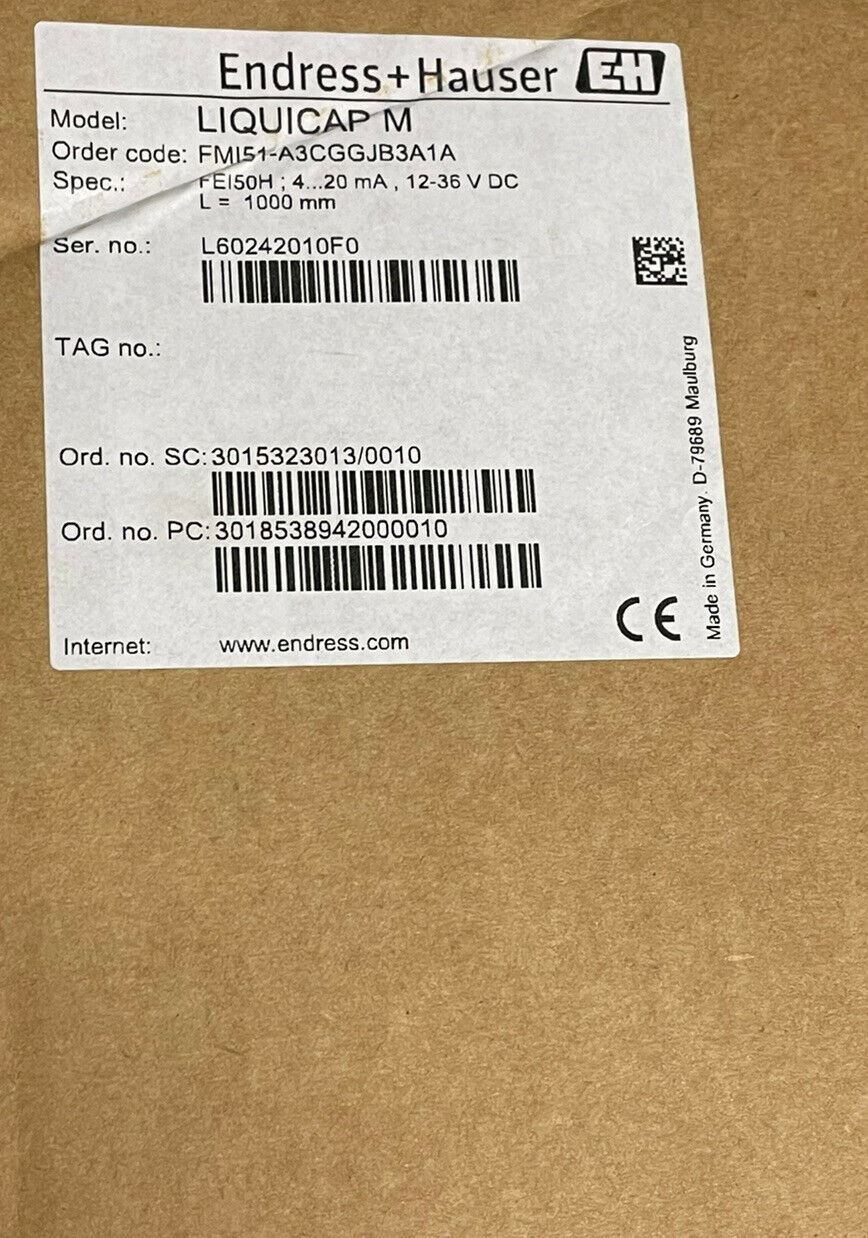 Endress+Hauser EH
Model: LIQUICAP M
Order code: FMI51-A3CGGJB3A1A
Spec.: FEI50H ; 4...20 mA , 12-36 V DC
L = 1000 mm
Ser. no.: L60242010F0
TAG no.:
Ord. no. SC: 3015323013/0010
Ord. no. PC: 3018538942000010
Internet: www.endress.com
CE
Made in Germany. D-79689 Maulburg